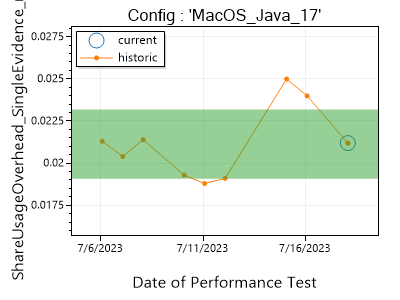 Config : 'MacOS_Java_17'
current
historic
ShareUsageOverhead_SingleEvidence_
0.0275
0.025
0.0225
0.02
0.0175
7/6/2023
7/11/2023
7/16/2023
Date of Performance Test